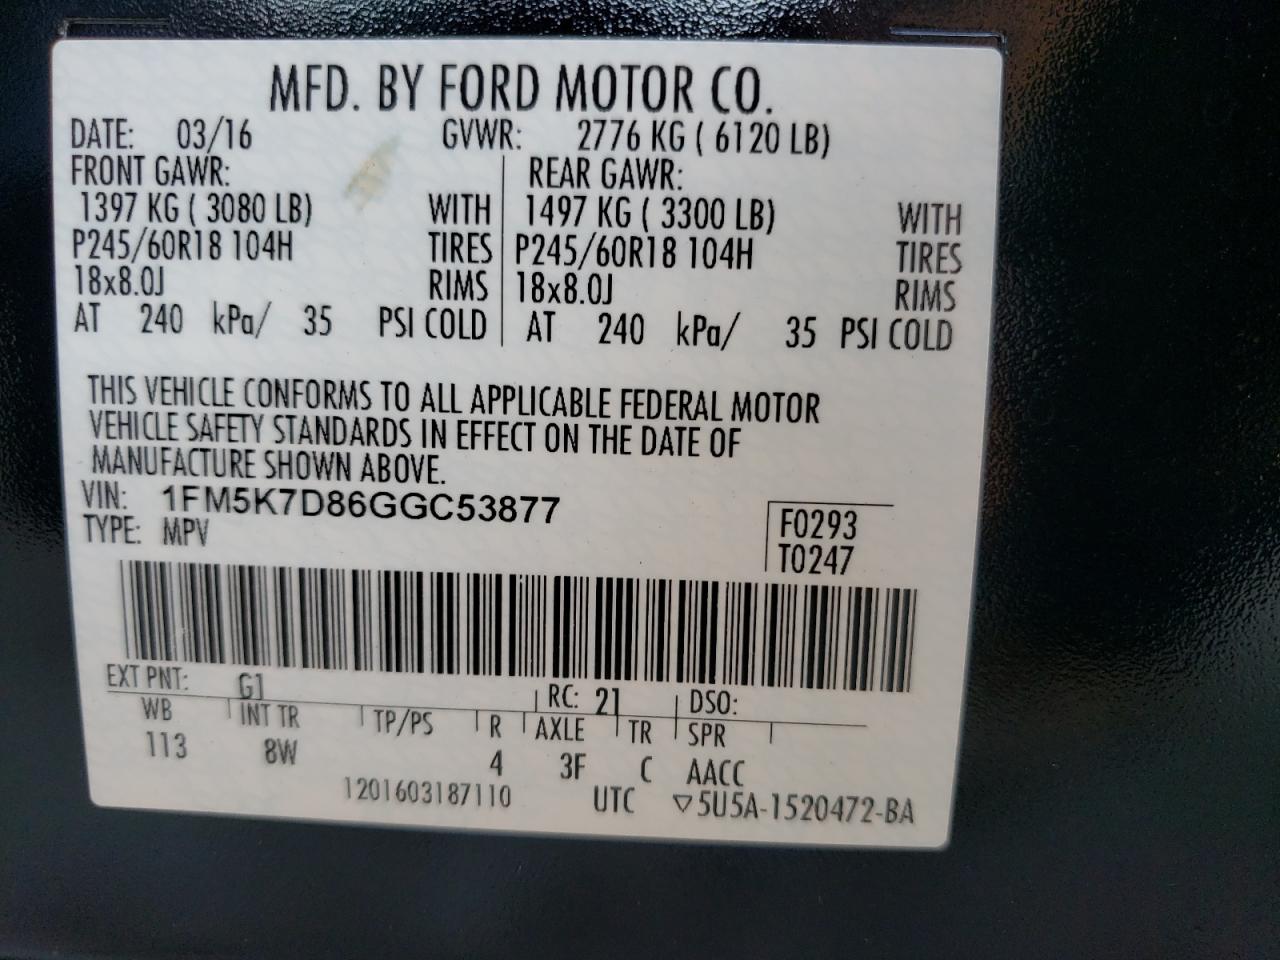 MFD. BY FORD MOTOR CO.
DATE: 03/16 GVWR: 2776 KG ( 6120 LB)
FRONT GAWR: REAR GAWR:
1397 KG ( 3080 LB) WITH 1497 KG ( 3300 LB) WITH
P245/60R18 104H TIRES P245/60R18 104H TIRES
18x8.0J RIMS 18x8.0J RIMS
AT 240 kPa/ 35 PSI COLD AT 240 kPa/ 35 PSI COLD
THIS VEHICLE CONFORMS TO ALL APPLICABLE FEDERAL MOTOR
VEHICLE SAFETY STANDARDS IN EFFECT ON THE DATE OF
MANUFACTURE SHOWN ABOVE.
VIN: 1FM5K7D86GGC53877
F0293
TYPE: MPV
T0247
EXT PNT: G1 RC: 21 DSO:
WB INT TR TP/PS R AXLE TR SPR
113 8W 4 3F C AACC
1201603187110 UTC ▽5U5A-1520472-BA